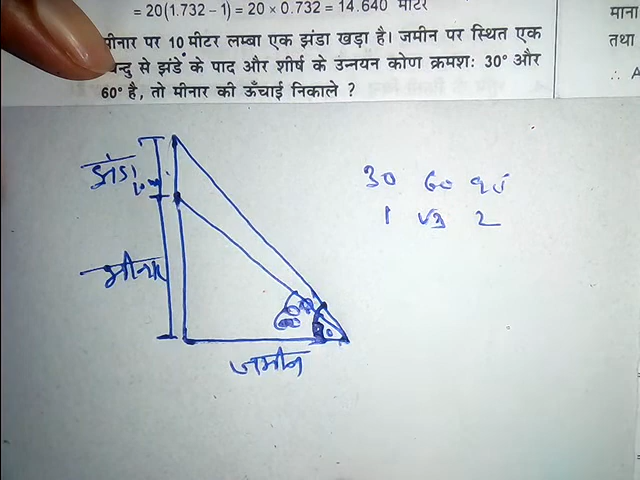 = 20(1.732 – 1) = 20 × 0.732 = 14.640 मीटर
मीनार पर 10 मीटर लम्बा एक झंडा खड़ा है। जमीन पर स्थित एक
से झंडे के पाद और शीर्ष के उन्नयन कोण क्रमशः 30° और
60° है, तो मीनार की ऊँचाई निकाले ?
माना
तथा
∴ A
झंडा
मीनार
जमीन
30 60 90
1 √3 2